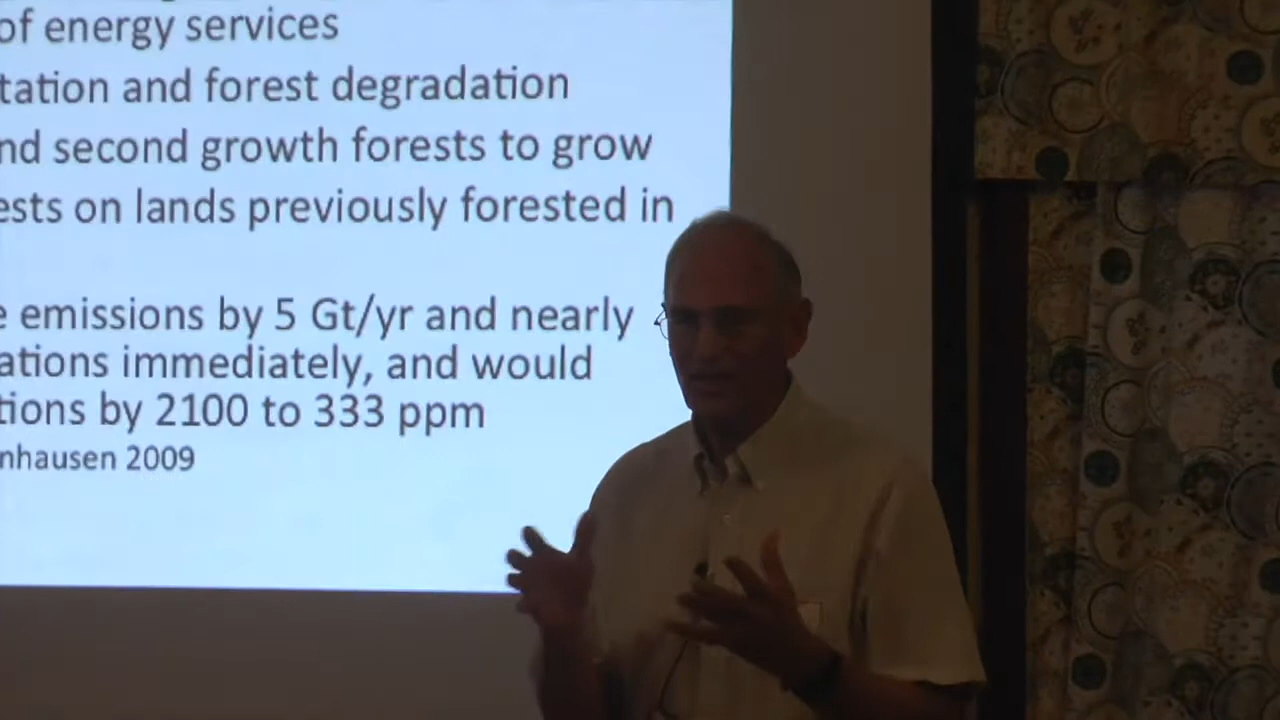 of energy services
tation and forest degradation
nd second growth forests to grow
ests on lands previously forested in
e emissions by 5 Gt/yr and nearly
ations immediately, and would
tions by 2100 to 333 ppm
nhausen 2009